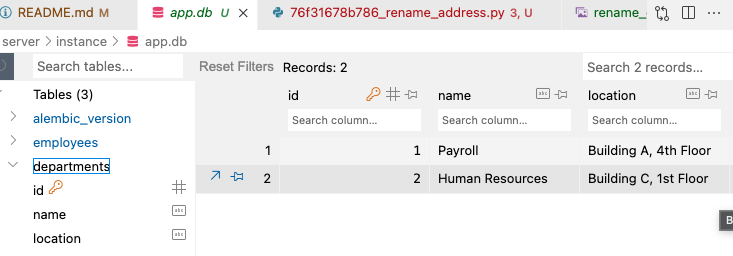 README.md M app.db U 76f31678b786_rename_address.py 3, U rename_
server > instance > app.db
Search tables... Reset Filters Records: 2 Search 2 records...
Tables (3) id name location
alembic_version Search column... Search column... Search column...
employees
departments 1 1 Payroll Building A, 4th Floor
id 2 2 Human Resources Building C, 1st Floor
name abc
location abc